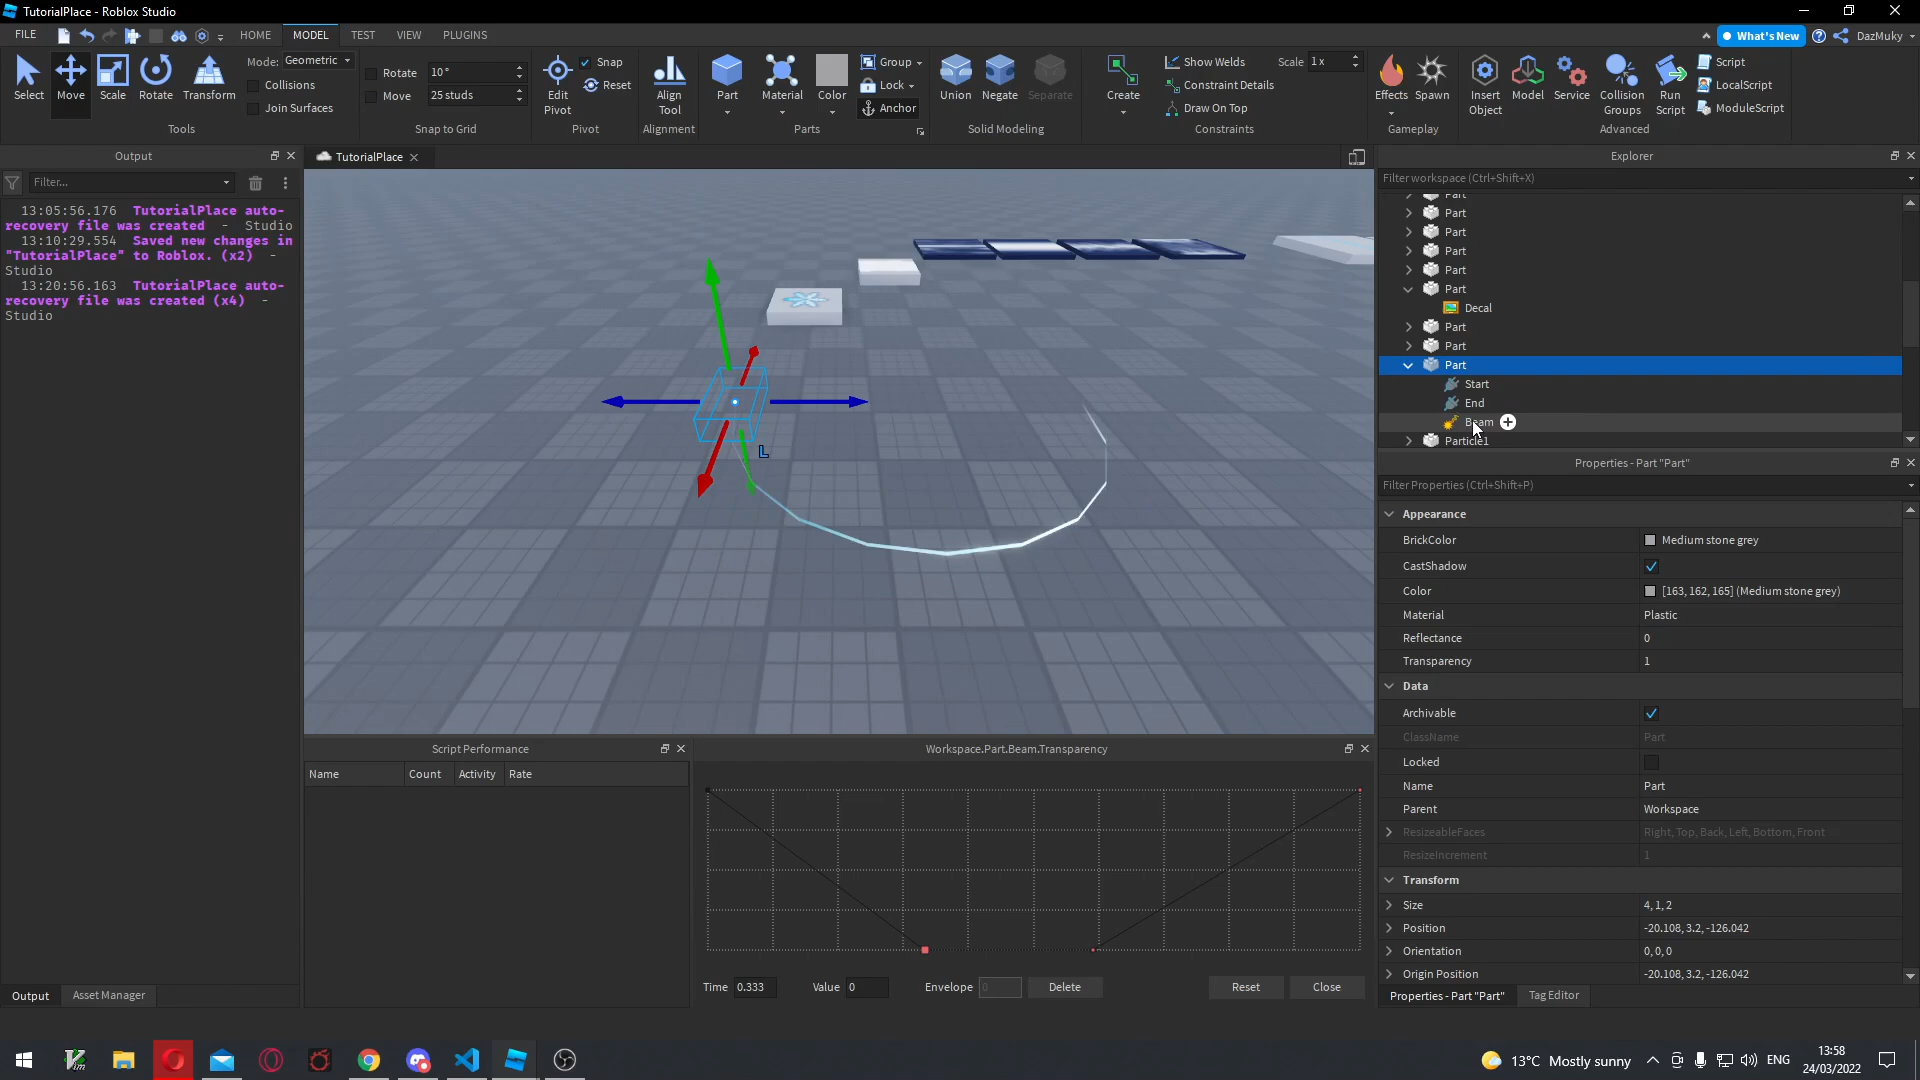 TutorialPlace - Roblox Studio
FILE HOME MODEL TEST VIEW PLUGINS What's New DazMuky
Select Move Scale Rotate Transform
Mode: Geometric
Collisions
Join Surfaces
Tools
Rotate 10°
Move 25 studs
Snap to Grid
Edit Pivot
Snap
Reset
Pivot
Align Tool
Alignment
Part Material Color
Group
Lock
Anchor
Parts
Union Negate Separate
Solid Modeling
Create
Show Welds
Constraint Details
Draw On Top
Scale 1x
Constraints
Effects Spawn
Gameplay
Insert Object
Model
Service
Collision Groups
Run Script
Script
LocalScript
ModuleScript
Advanced
Output
Filter...
13:05:56.176 TutorialPlace auto-
recovery file was created - Studio
13:10:29.554 Saved new changes in
"TutorialPlace" to Roblox. (x2) -
Studio
13:20:56.163 TutorialPlace auto-
recovery file was created (x4) -
Studio
Output Asset Manager
TutorialPlace
L
Script Performance
Name Count Activity Rate
Workspace.Part.Beam.Transparency
Time 0.333 Value 0 Envelope 0 Delete Reset Close
Explorer
Filter workspace (Ctrl+Shift+X)
Part
Part
Part
Part
Part
Part
Decal
Part
Part
Part
Start
End
Beam
Particle1
Properties - Part "Part"
Filter Properties (Ctrl+Shift+P)
Appearance
BrickColor Medium stone grey
CastShadow
Color [163, 162, 165] (Medium stone grey)
Material Plastic
Reflectance 0
Transparency 1
Data
Archivable
ClassName Part
Locked
Name Part
Parent Workspace
ResizeableFaces Right, Top, Back, Left, Bottom, Front
ResizeIncrement 1
Transform
Size 4, 1, 2
Position -20.108, 3.2, -126.042
Orientation 0, 0, 0
Origin Position -20.108, 3.2, -126.042
Properties - Part "Part" Tag Editor
13°C Mostly sunny ENG
13:58
24/03/2022